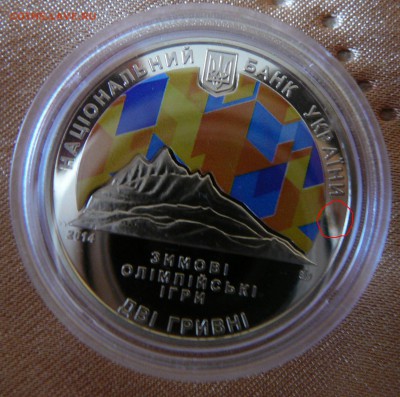 НАЦІОНАЛЬНИЙ БАНК УКРАЇНИ
2014
ЗИМОВІ
ОЛІМПІЙСЬКІ
ІГРИ
ДВІ ГРИВНІ